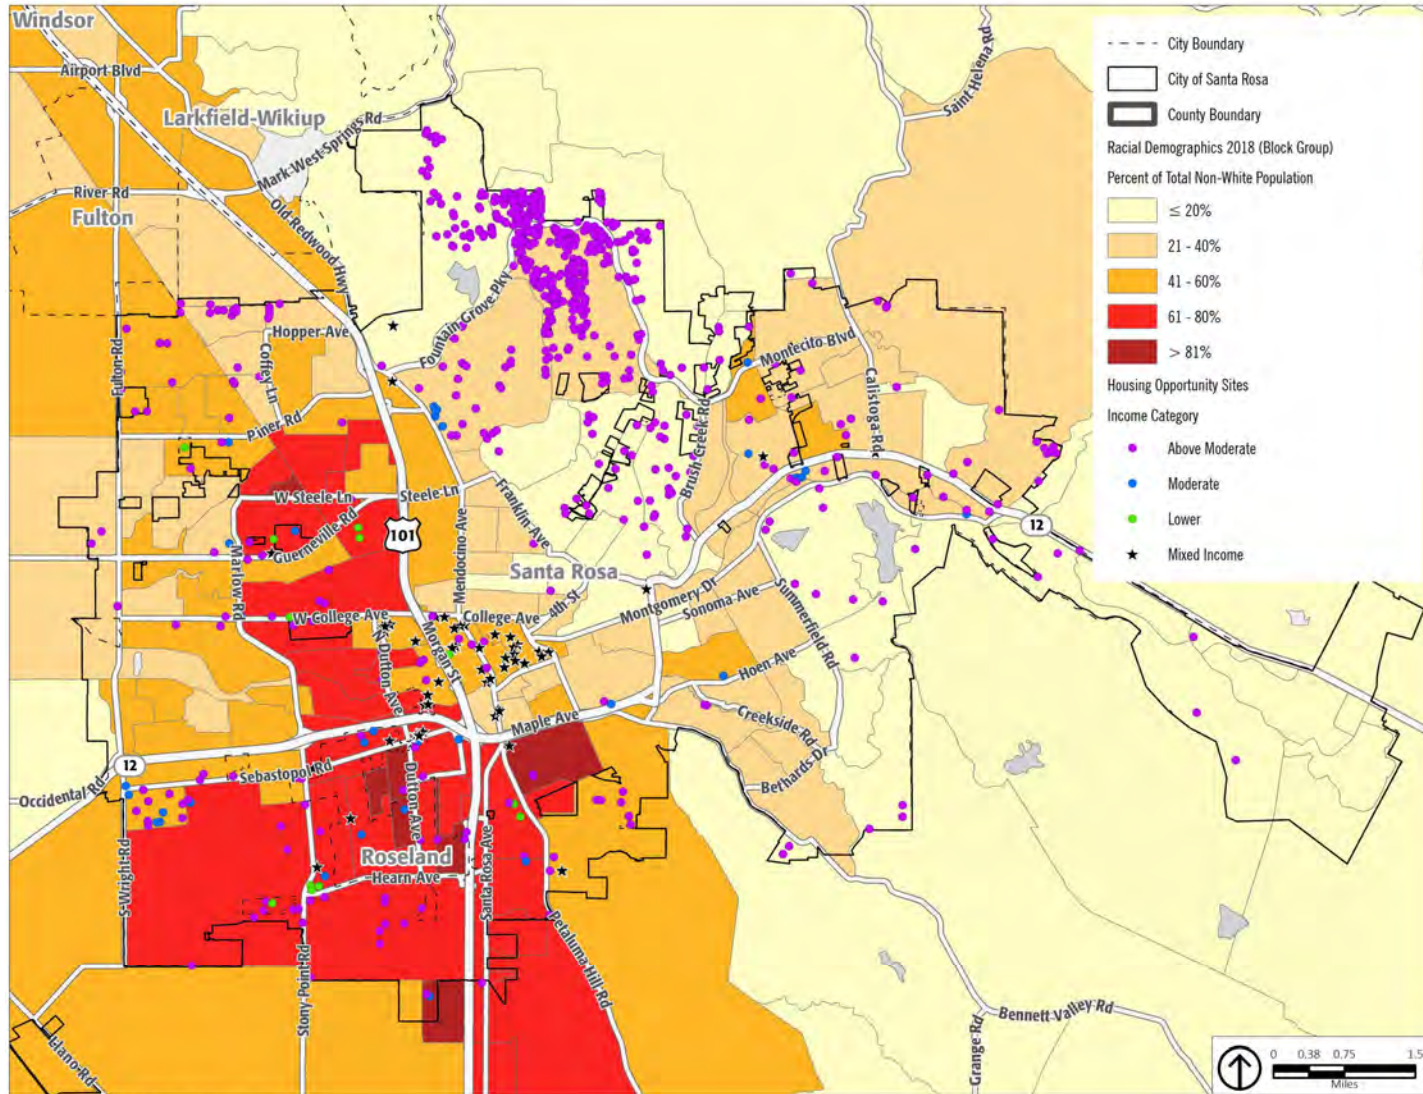 Windsor
Airport Blvd
Larkfield-Wikiup
Mark West Springs Rd
River Rd
Fulton
Old Redwood Hwy
Saint Helena Rd
Hopper Ave
Fulton Rd
Coffey Ln
Fountain Grove Pky
Piner Rd
Montecito Blvd
Calistoga Rd
Brush Creek Rd
W Steele Ln
Steele Ln
Guerneville Rd
Franklin Ave
101
Marlow Rd
Mendocino Ave
Santa Rosa
12
W College Ave
College Ave
4th St
Montgomery Dr
Sonoma Ave
Summerfield Rd
N Dutton Ave
Morgan St
Hoen Ave
Maple Ave
Creekside Rd
Bethards Dr
12
Sebastopol Rd
Occidental Rd
Dutton Ave
S Wright Rd
Roseland
Hearn Ave
Santa Rosa Ave
Stony Point Rd
Petaluma Hill Rd
Llano Rd
Bennett Valley Rd
Grange Rd
City Boundary
City of Santa Rosa
County Boundary
Racial Demographics 2018 (Block Group)
Percent of Total Non-White Population
≤ 20%
21 - 40%
41 - 60%
61 - 80%
> 81%
Housing Opportunity Sites
Income Category
Above Moderate
Moderate
Lower
Mixed Income
0 0.38 0.75 1.5
Miles